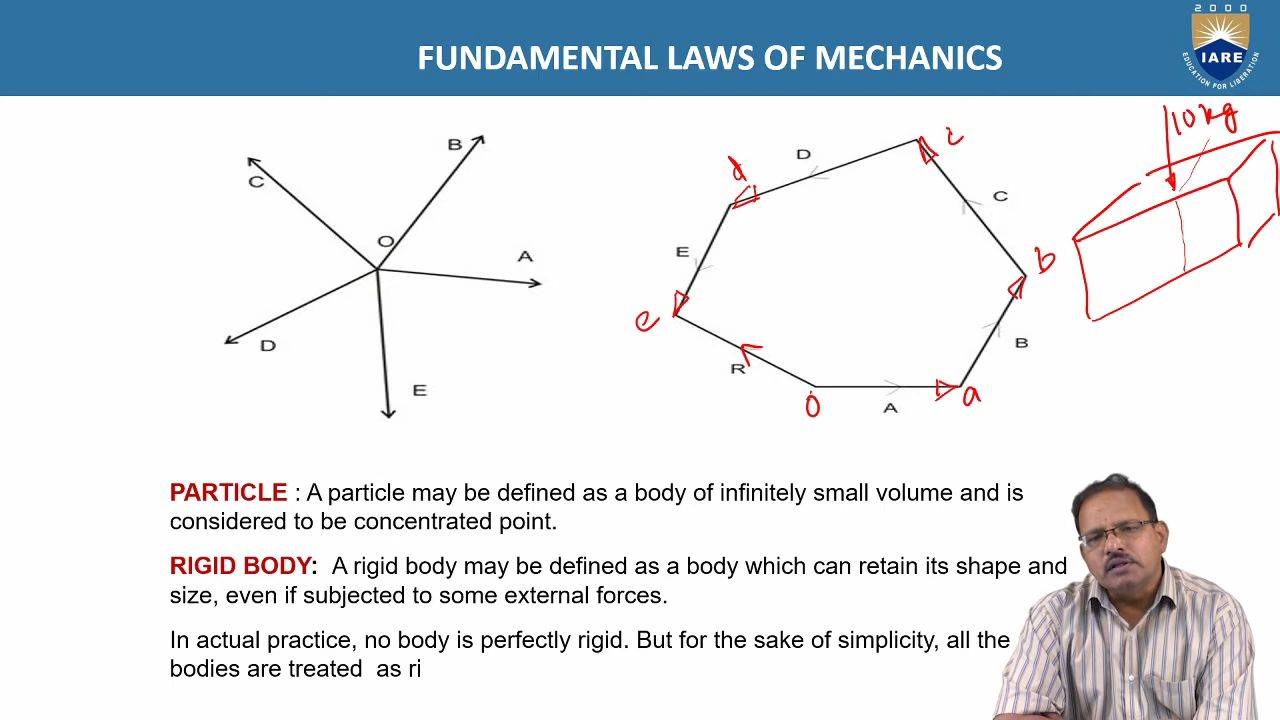 2000
IARE
EDUCATION FOR LIBERATION
FUNDAMENTAL LAWS OF MECHANICS
B
C
O
A
D
E
D
d
c
C
E
b
e
B
R
O
A
a
10 kg
PARTICLE : A particle may be defined as a body of infinitely small volume and is
considered to be concentrated point.
RIGID BODY: A rigid body may be defined as a body which can retain its shape and
size, even if subjected to some external forces.
In actual practice, no body is perfectly rigid. But for the sake of simplicity, all the
bodies are treated as ri